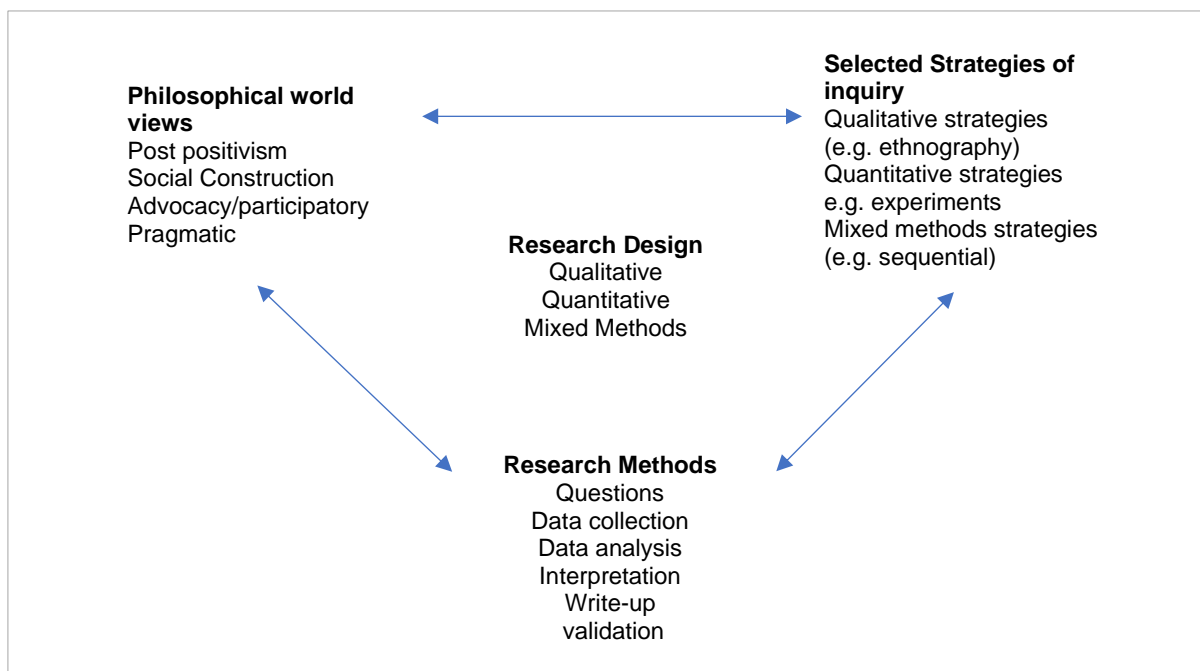 Philosophical world
views
Post positivism
Social Construction
Advocacy/participatory
Pragmatic
Selected Strategies of
inquiry
Qualitative strategies
(e.g. ethnography)
Quantitative strategies
e.g. experiments
Mixed methods strategies
(e.g. sequential)
Research Design
Qualitative
Quantitative
Mixed Methods
Research Methods
Questions
Data collection
Data analysis
Interpretation
Write-up
validation